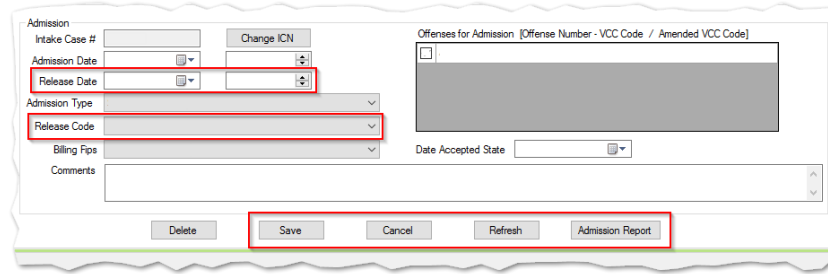 Admission
Intake Case #
Change ICN
Offenses for Admission [Offense Number - VCC Code / Amended VCC Code]
Admission Date
Release Date
Admission Type
Release Code
Billing Fips
Date Accepted State
Comments
Delete
Save
Cancel
Refresh
Admission Report